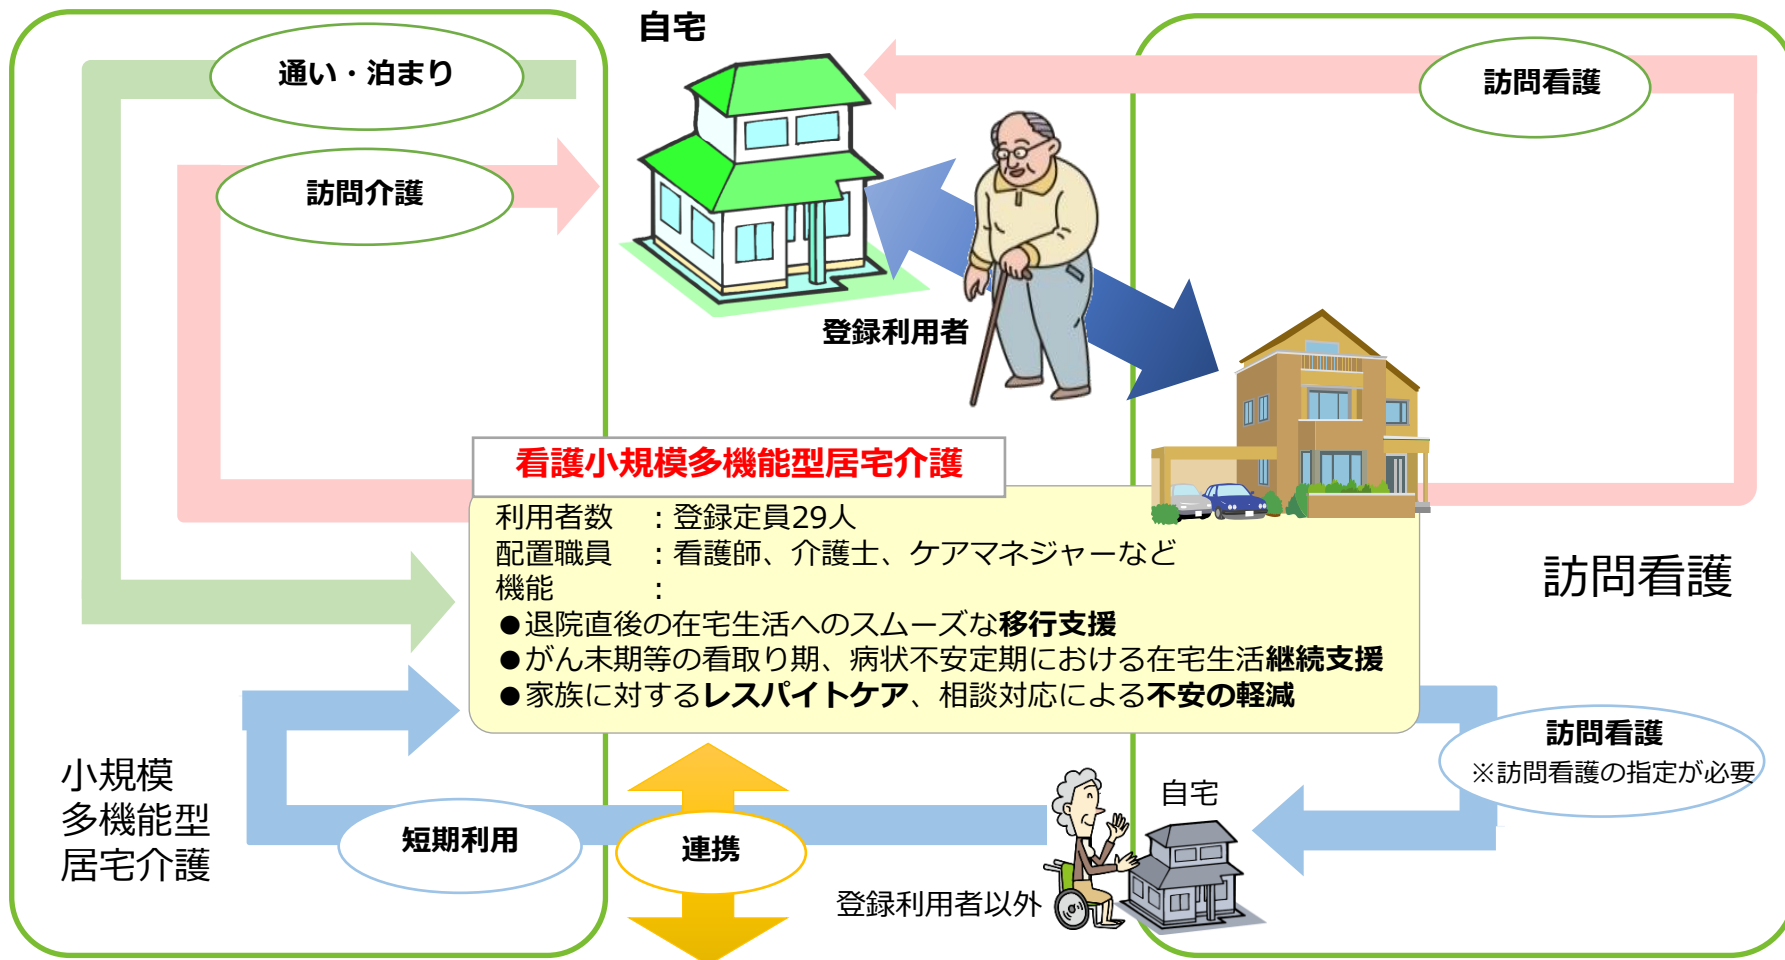 自宅
通い・泊まり
訪問看護
訪問介護
登録利用者
看護小規模多機能型居宅介護
利用者数　：登録定員29人
配置職員　：看護師、介護士、ケアマネジャーなど
機能　　　：
●退院直後の在宅生活へのスムーズな移行支援
●がん末期等の看取り期、病状不安定期における在宅生活継続支援
●家族に対するレスパイトケア、相談対応による不安の軽減
訪問看護
訪問看護
※訪問看護の指定が必要
小規模
多機能型
居宅介護
短期利用
連携
自宅
登録利用者以外